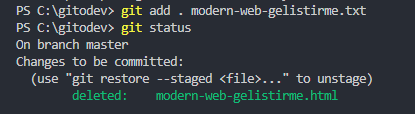 PS C:\gitodev> git add . modern-web-gelistirme.txt
PS C:\gitodev> git status
On branch master
Changes to be committed:
  (use "git restore --staged <file>..." to unstage)
        deleted:    modern-web-gelistirme.html